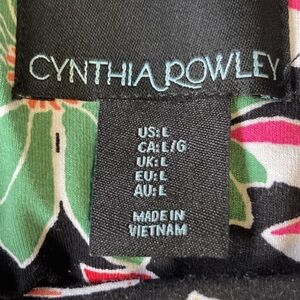 CYNTHIA ROWLEY
US: L
CA: L/G
UK: L
EU: L
AU: L
MADE IN
VIETNAM